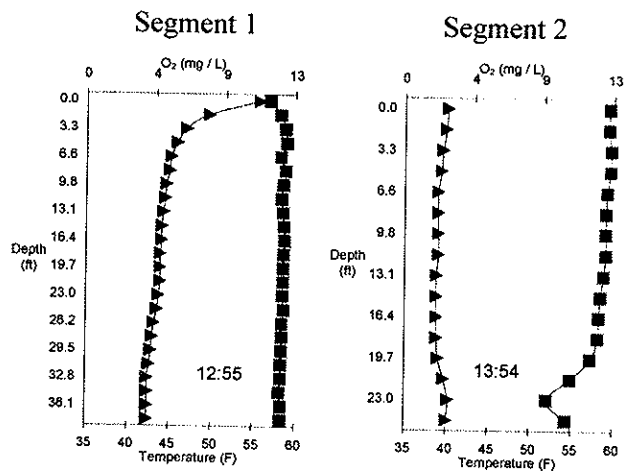 Segment 1
Segment 2
O₂ (mg / L)
0 4 9 13
0.0
3.3
6.6
9.8
13.1
16.4
19.7
23.0
26.2
29.5
32.8
36.1
Depth
(ft)
12:55
35 40 45 50 55 60
Temperature (F)
O₂ (mg / L)
0 4 9 13
0.0
3.3
6.6
9.8
13.1
16.4
19.7
23.0
Depth
(ft)
13:54
35 40 45 50 55 60
Temperature (F)